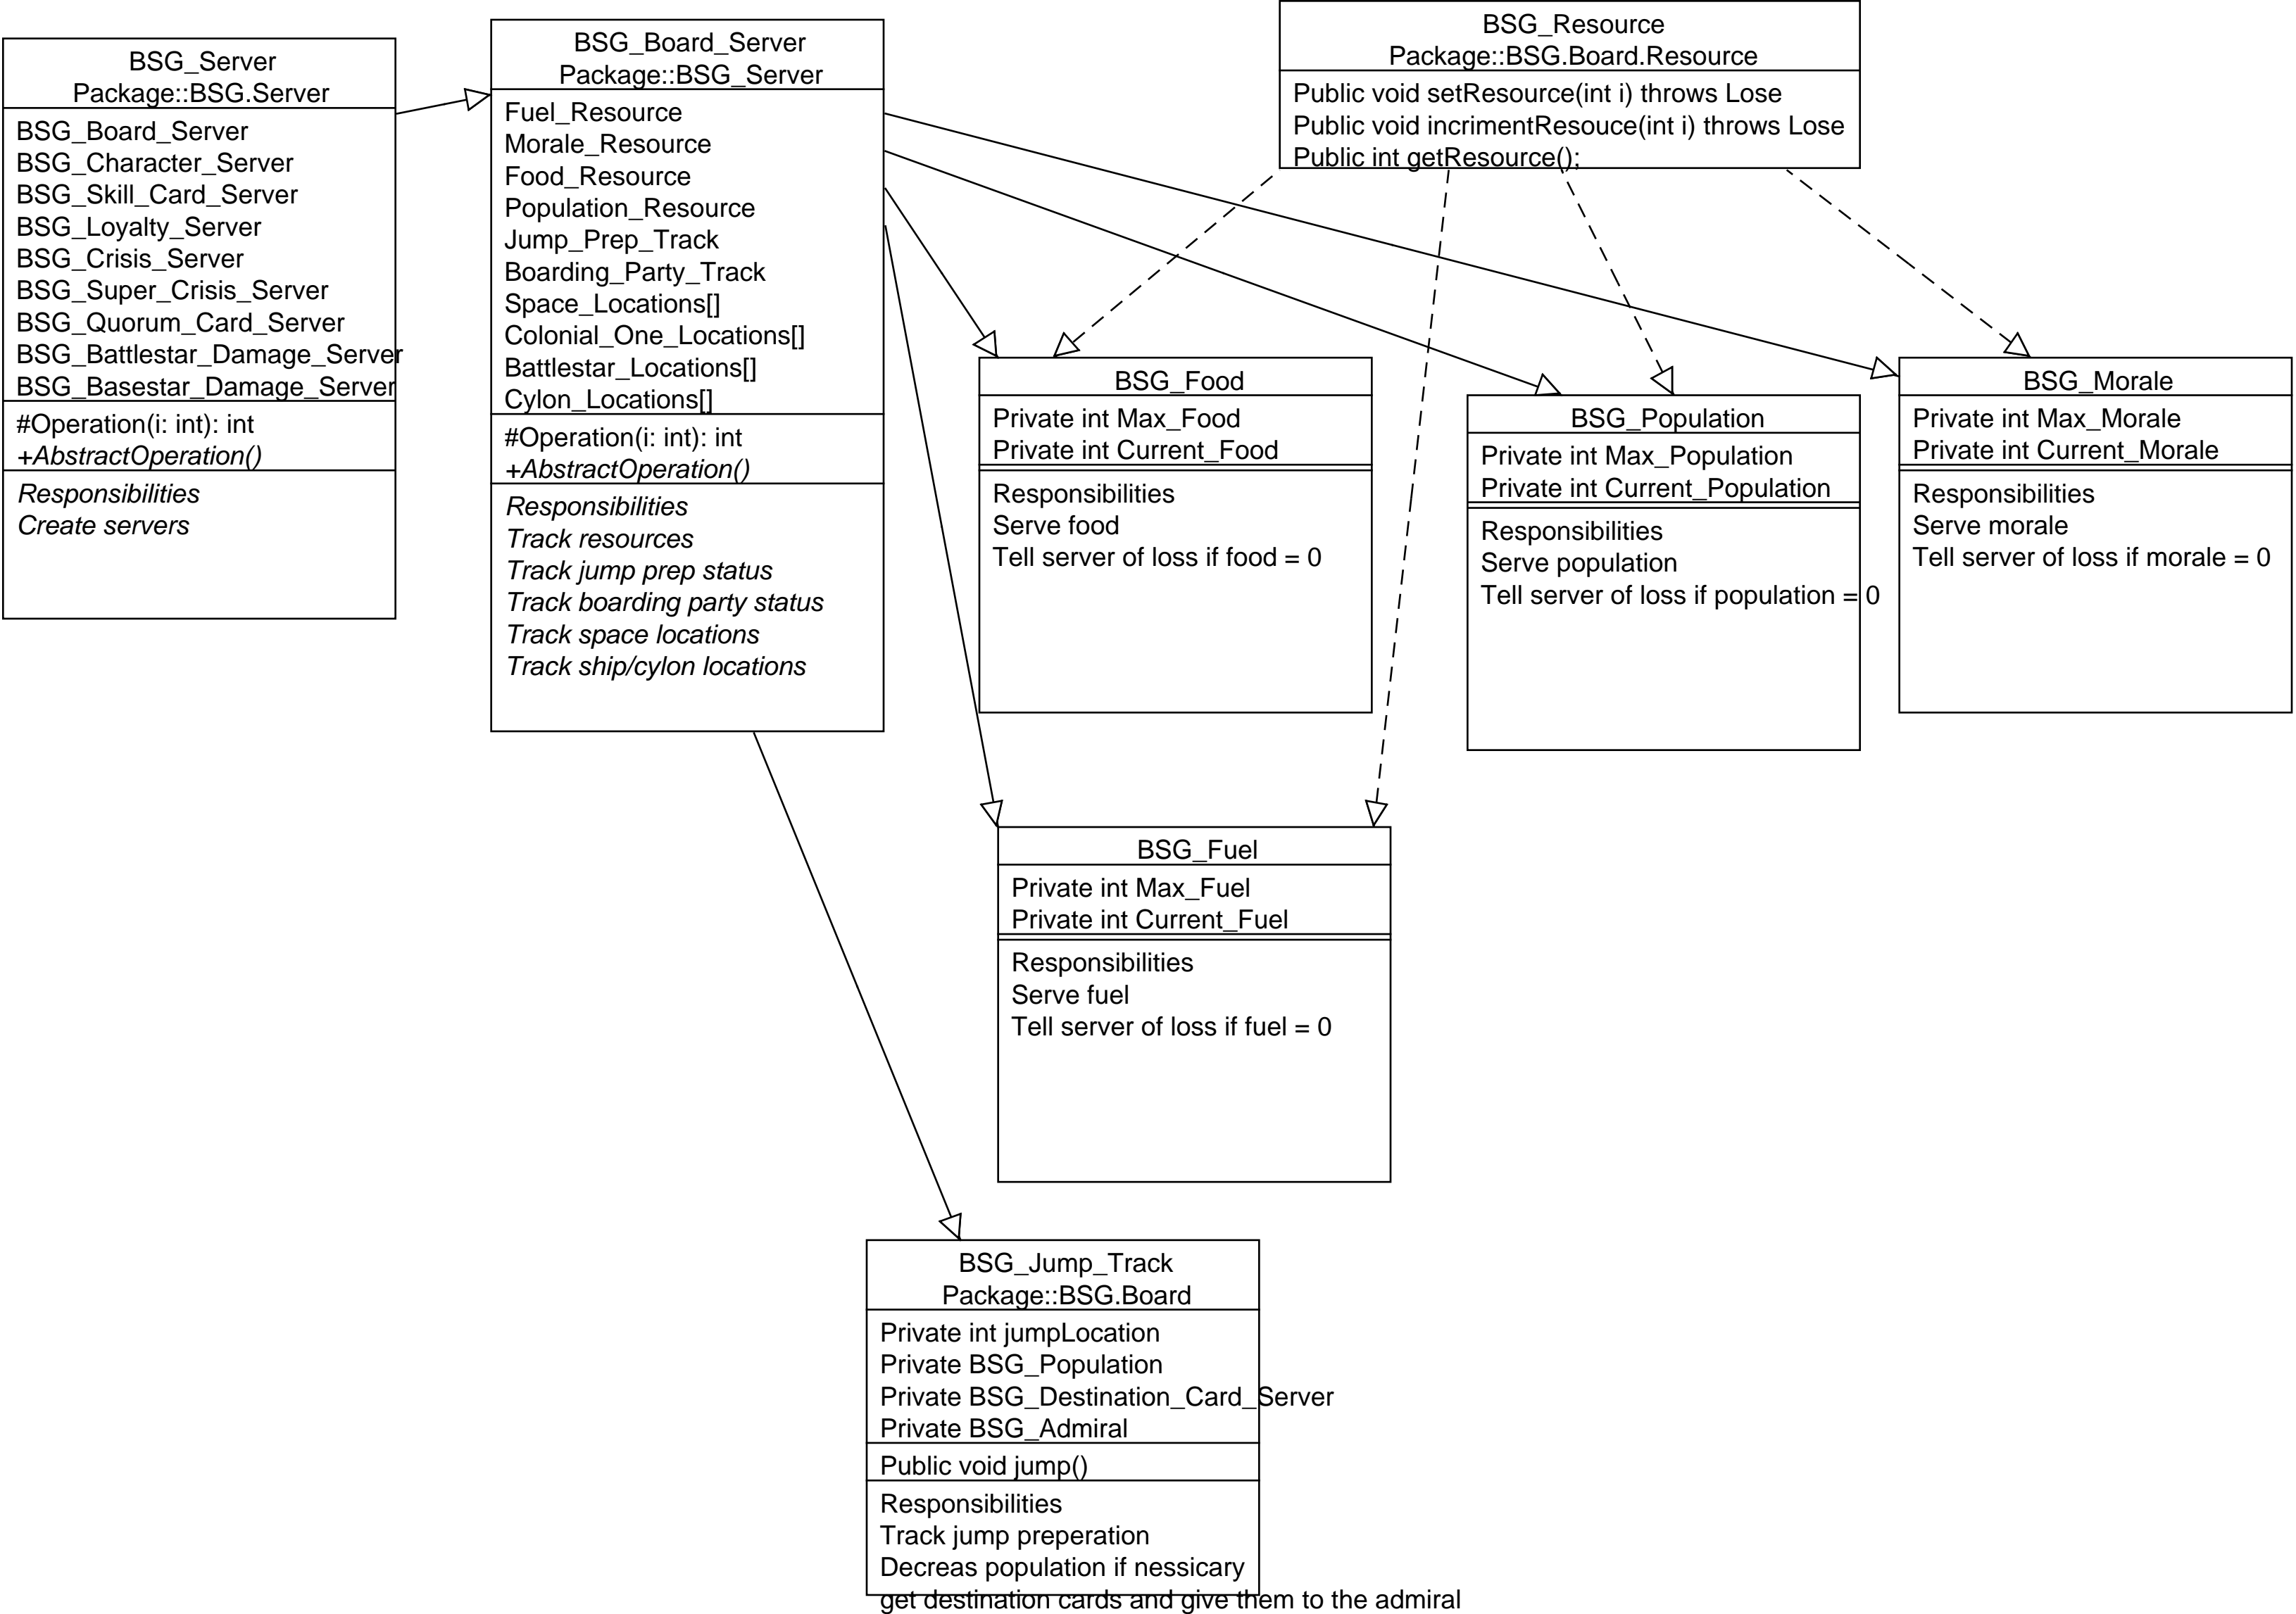 BSG_Server
Package::BSG.Server
BSG_Board_Server
BSG_Character_Server
BSG_Skill_Card_Server
BSG_Loyalty_Server
BSG_Crisis_Server
BSG_Super_Crisis_Server
BSG_Quorum_Card_Server
BSG_Battlestar_Damage_Server
BSG_Basestar_Damage_Server
#Operation(i: int): int
+AbstractOperation()
Responsibilities
Create servers
BSG_Board_Server
Package::BSG_Server
Fuel_Resource
Morale_Resource
Food_Resource
Population_Resource
Jump_Prep_Track
Boarding_Party_Track
Space_Locations[]
Colonial_One_Locations[]
Battlestar_Locations[]
Cylon_Locations[]
#Operation(i: int): int
+AbstractOperation()
Responsibilities
Track resources
Track jump prep status
Track boarding party status
Track space locations
Track ship/cylon locations
BSG_Resource
Package::BSG.Board.Resource
Public void setResource(int i) throws Lose
Public void incrimentResouce(int i) throws Lose
Public int getResource();
BSG_Food
Private int Max_Food
Private int Current_Food
Responsibilities
Serve food
Tell server of loss if food = 0
BSG_Population
Private int Max_Population
Private int Current_Population
Responsibilities
Serve population
Tell server of loss if population = 0
BSG_Morale
Private int Max_Morale
Private int Current_Morale
Responsibilities
Serve morale
Tell server of loss if morale = 0
BSG_Fuel
Private int Max_Fuel
Private int Current_Fuel
Responsibilities
Serve fuel
Tell server of loss if fuel = 0
BSG_Jump_Track
Package::BSG.Board
Private int jumpLocation
Private BSG_Population
Private BSG_Destination_Card_Server
Private BSG_Admiral
Public void jump()
Responsibilities
Track jump preperation
Decreas population if nessicary
get destination cards and give them to the admiral